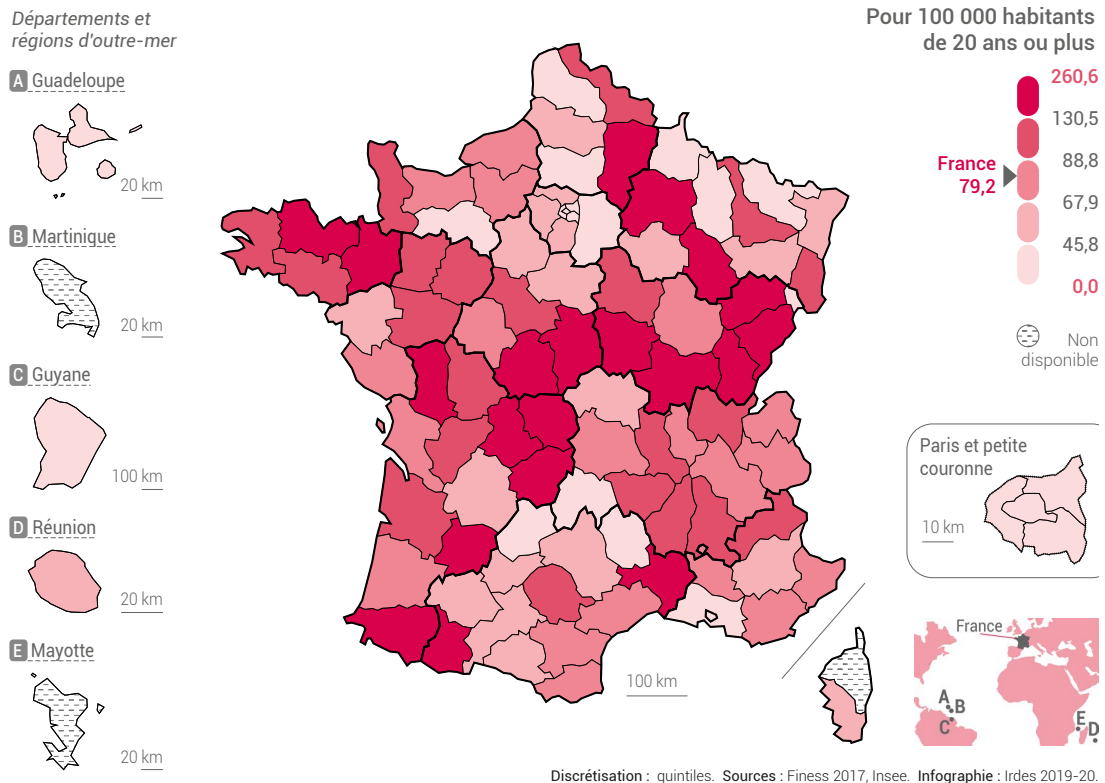 Départements et
régions d'outre-mer
A Guadeloupe
20 km
B Martinique
20 km
C Guyane
100 km
D Réunion
20 km
E Mayotte
20 km
Pour 100 000 habitants
de 20 ans ou plus
260,6
130,5
88,8
France
79,2
67,9
45,8
0,0
Non
disponible
Paris et petite
couronne
10 km
100 km
France
A
B
C
E
D
Discrétisation : quintiles. Sources : Finess 2017, Insee. Infographie : Irdes 2019-20.